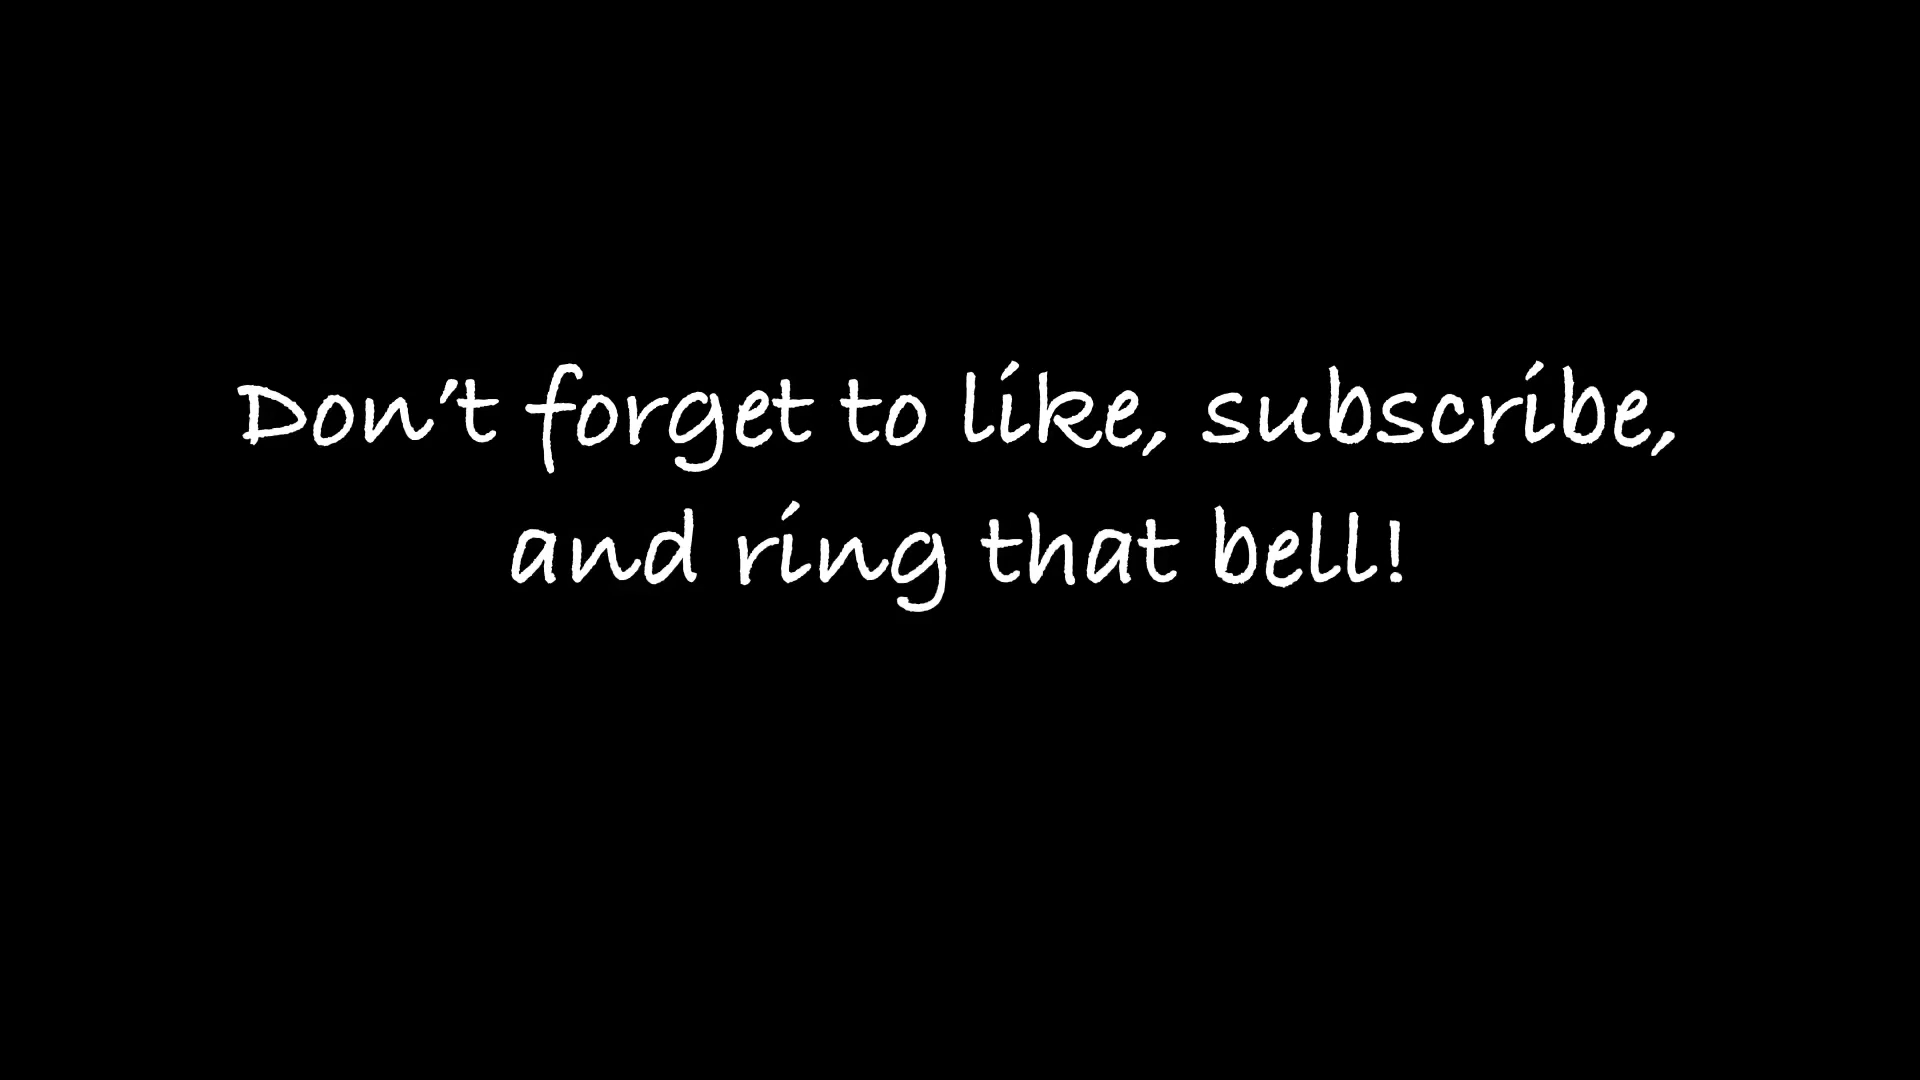 Don't forget to like, subscribe,
and ring that bell!